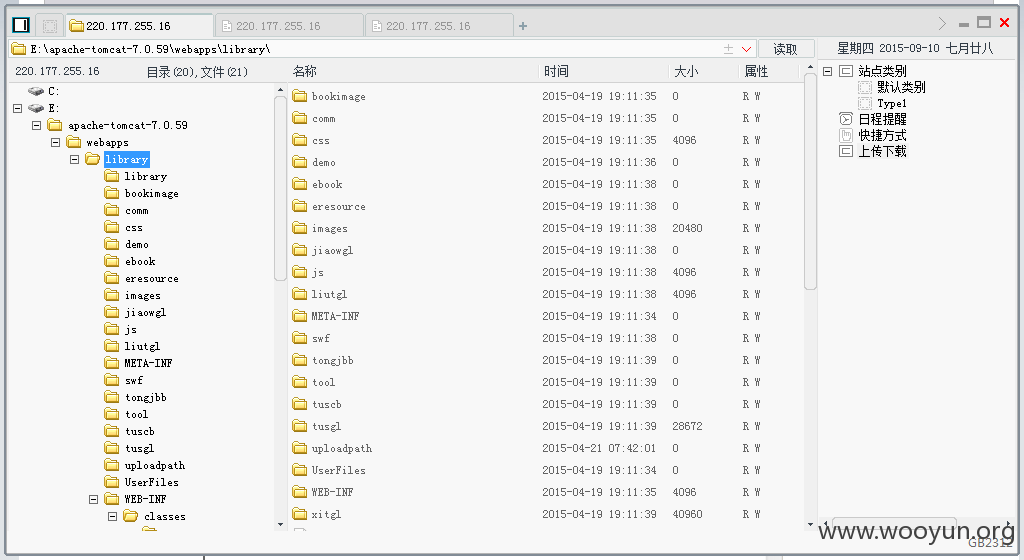 220.177.255.16
220.177.255.16
220.177.255.16
E:\apache-tomcat-7.0.59\webapps\library\
读取
星期四 2015-09-10 七月廿八
220.177.255.16
目录(20),文件(21)
C:
E:
apache-tomcat-7.0.59
webapps
library
library
bookimage
comm
css
demo
ebook
eresource
images
jiaowgl
js
liutgl
META-INF
swf
tongjbb
tool
tuscb
tusgl
uploadpath
UserFiles
WEB-INF
classes
名称 时间 大小 属性
bookimage 2015-04-19 19:11:35 0 R W
comm 2015-04-19 19:11:35 0 R W
css 2015-04-19 19:11:35 4096 R W
demo 2015-04-19 19:11:36 0 R W
ebook 2015-04-19 19:11:38 0 R W
eresource 2015-04-19 19:11:38 0 R W
images 2015-04-19 19:11:38 20480 R W
jiaowgl 2015-04-19 19:11:38 0 R W
js 2015-04-19 19:11:38 4096 R W
liutgl 2015-04-19 19:11:38 4096 R W
META-INF 2015-04-19 19:11:34 0 R W
swf 2015-04-19 19:11:38 0 R W
tongjbb 2015-04-19 19:11:39 0 R W
tool 2015-04-19 19:11:39 0 R W
tuscb 2015-04-19 19:11:39 0 R W
tusgl 2015-04-19 19:11:39 28672 R W
uploadpath 2015-04-21 07:42:01 0 R W
UserFiles 2015-04-19 19:11:34 0 R W
WEB-INF 2015-04-19 19:11:35 4096 R W
xitgl 2015-04-19 19:11:39 40960 R W
站点类别
默认类别
Type1
日程提醒
快捷方式
上传下载
www.wooyun.org
GB2312